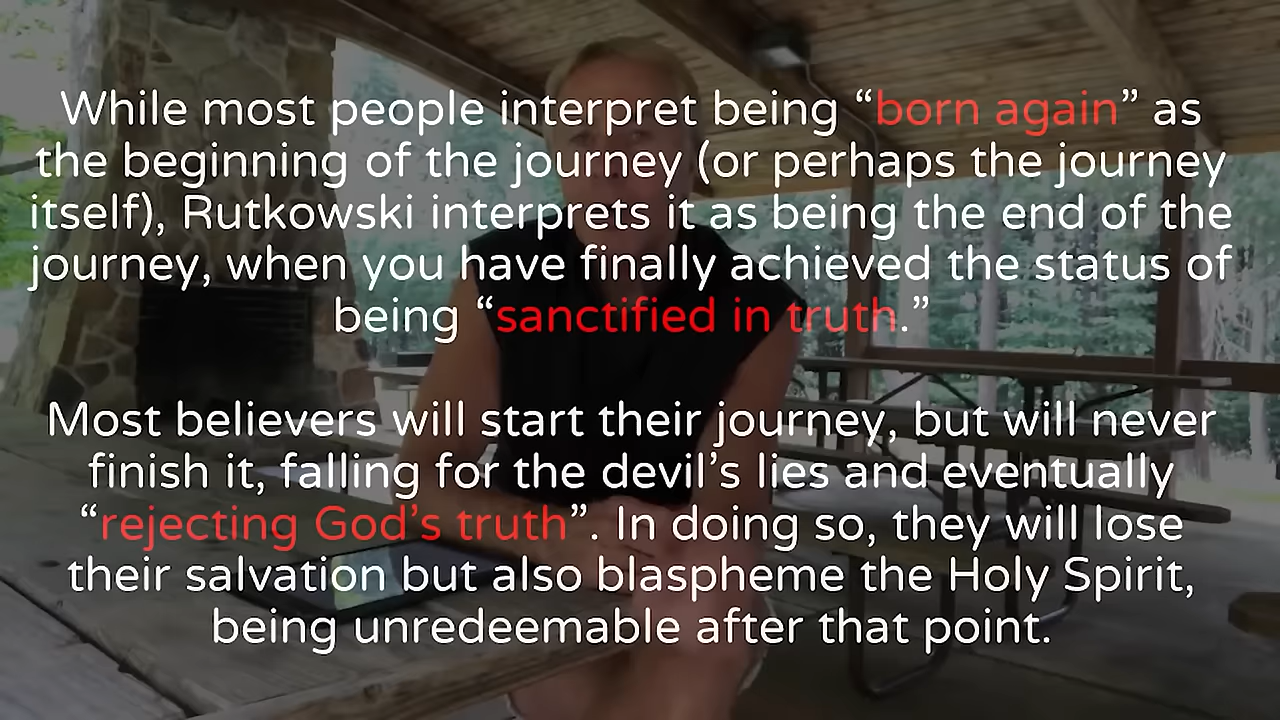 While most people interpret being “born again” as
the beginning of the journey (or perhaps the journey
itself), Rutkowski interprets it as being the end of the
journey, when you have finally achieved the status of
being “sanctified in truth.”
Most believers will start their journey, but will never
finish it, falling for the devil’s lies and eventually
“rejecting God’s truth”. In doing so, they will lose
their salvation but also blaspheme the Holy Spirit,
being unredeemable after that point.